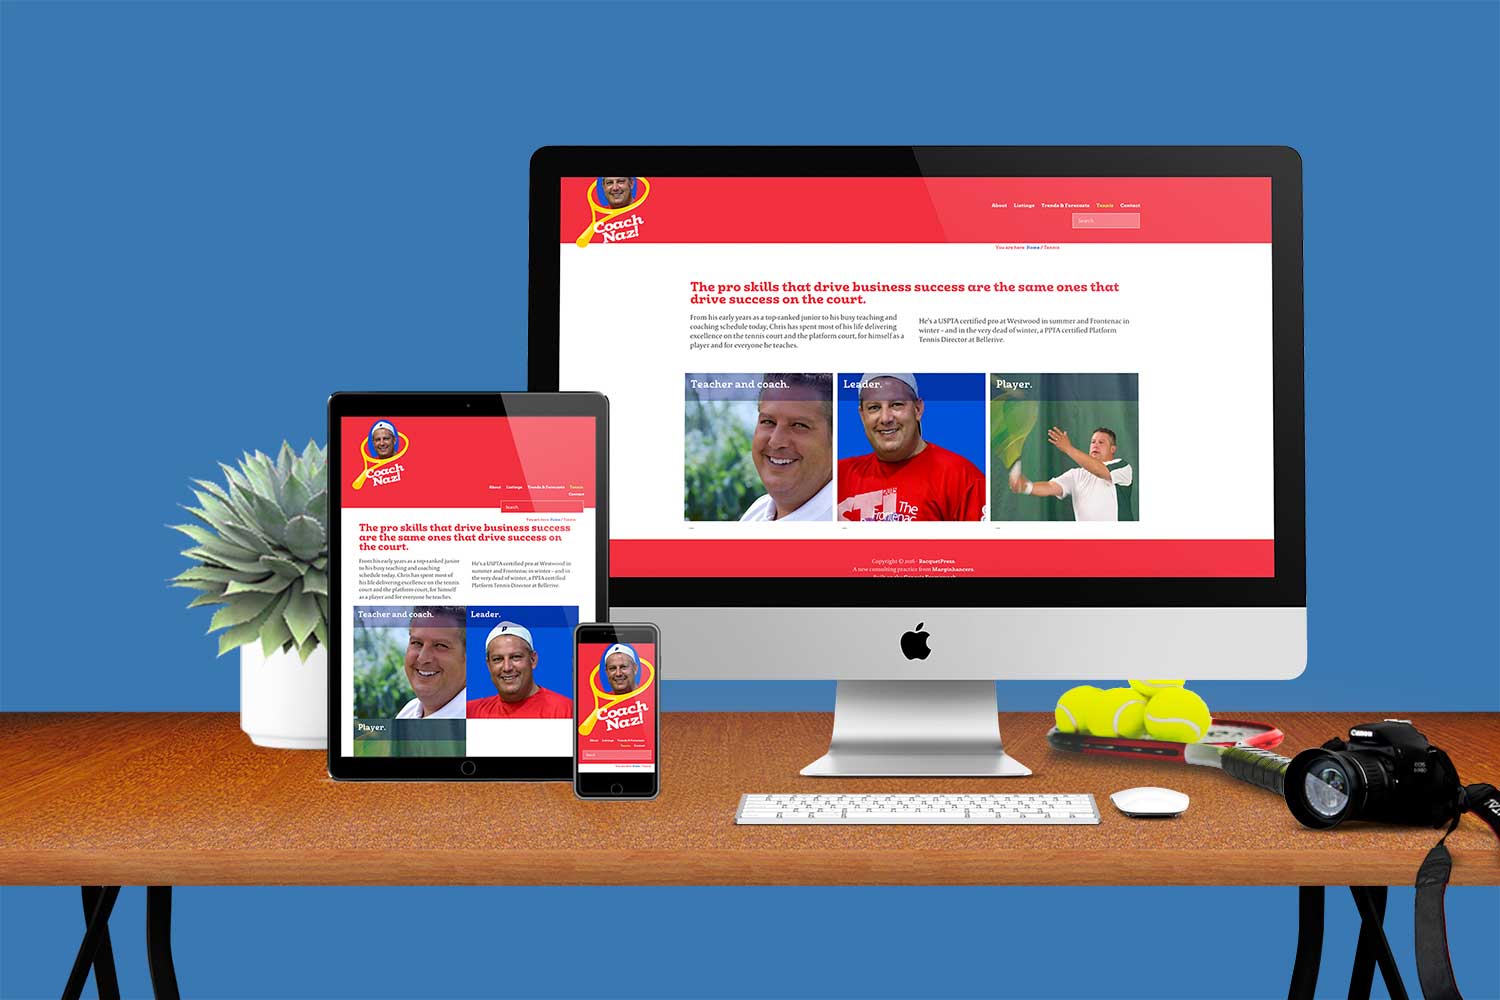 Coach
Naz!
About Listings Trends & Forecasts Tennis Contact
Search
You are here: Home / Tennis
The pro skills that drive business success are the same ones that
drive success on the court.
From his early years as a top-ranked junior to his busy teaching and
coaching schedule today, Chris has spent most of his life delivering
excellence on the tennis court and the platform court, for himself as a
player and for everyone he teaches.
He's a USPTA certified pro at Westwood in summer and Frontenac in
winter – and in the very dead of winter, a PPTA certified Platform
Tennis Director at Bellerive.
Teacher and coach.
Leader.
Player.
The
Frontenac
Copyright © 2016 · RacquetPress.
A new consulting practice from Marginhancers.
Coach
Naz!
About Listings Trends & Forecasts Tennis
Contact
Search
You are here: Home / Tennis
The pro skills that drive business success
are the same ones that drive success on
the court.
From his early years as a top-ranked junior
to his busy teaching and coaching
schedule today, Chris has spent most of
his life delivering excellence on the tennis
court and the platform court, for himself
as a player and for everyone he teaches.
He's a USPTA certified pro at Westwood in
summer and Frontenac in winter – and in
the very dead of winter, a PPTA certified
Platform Tennis Director at Bellerive.
Teacher and coach.
Leader.
Player.
Coach
Naz!
About Listings Trends & Forecasts
Tennis Contact
Search
You are here: Home / Tennis
Canon
EOS